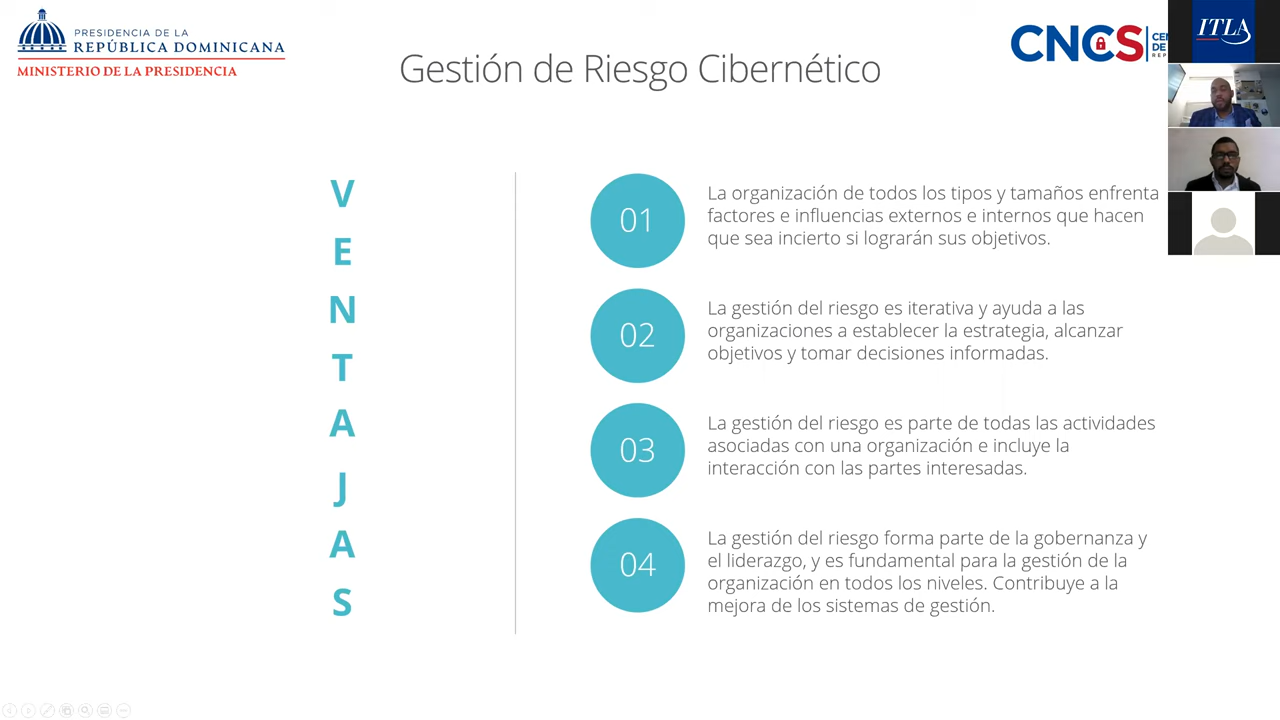 PRESIDENCIA DE LA
REPÚBLICA DOMINICANA
MINISTERIO DE LA PRESIDENCIA
Gestión de Riesgo Cibernético
CNCS
DE
ITLA
V
E
N
T
A
J
A
S
01
La organización de todos los tipos y tamaños enfrenta
factores e influencias externos e internos que hacen
que sea incierto si lograrán sus objetivos.
02
La gestión del riesgo es iterativa y ayuda a las
organizaciones a establecer la estrategia, alcanzar
objetivos y tomar decisiones informadas.
03
La gestión del riesgo es parte de todas las actividades
asociadas con una organización e incluye la
interacción con las partes interesadas.
04
La gestión del riesgo forma parte de la gobernanza y
el liderazgo, y es fundamental para la gestión de la
organización en todos los niveles. Contribuye a la
mejora de los sistemas de gestión.